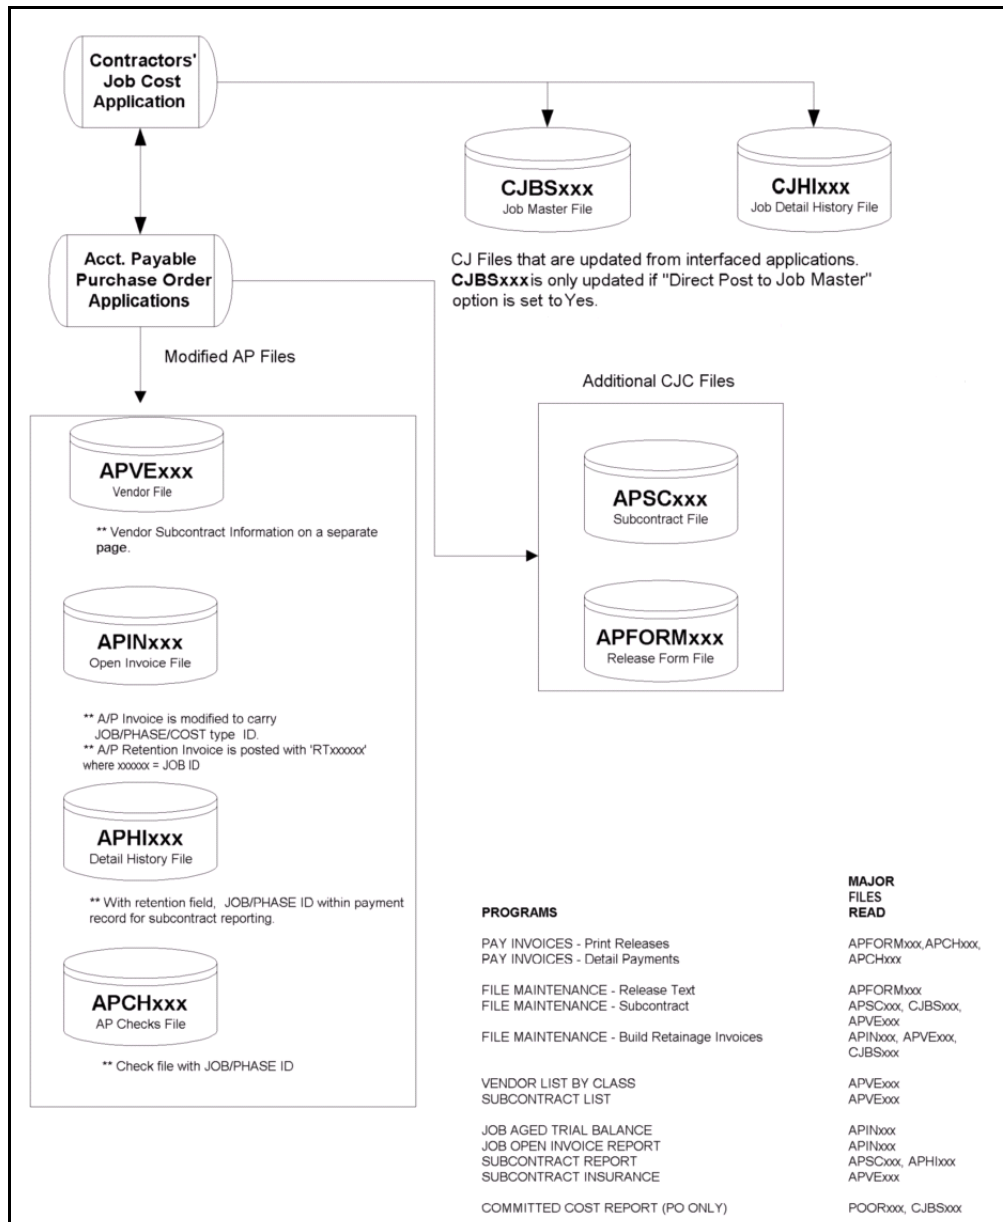 Contractors'
Job Cost
Application
CJBSxxx
Job Master File
CJHIxxx
Job Detail History File
Acct. Payable
Purchase Order
Applications
CJ Files that are updated from interfaced applications.
CJBSxxx is only updated if "Direct Post to Job Master"
option is set to Yes.
Modified AP Files
Additional CJC Files
APVExxx
Vendor File
** Vendor Subcontract Information on a separate
page.
APINxxx
Open Invoice File
** A/P Invoice is modified to carry
JOB/PHASE/COST type ID.
** A/P Retention Invoice is posted with 'RTxxxxxx'
where xxxxxx = JOB ID
APHIxxx
Detail History File
** With retention field, JOB/PHASE ID within payment
record for subcontract reporting.
APCHxxx
AP Checks File
** Check file with JOB/PHASE ID
APSCxxx
Subcontract File
APFORMxxx
Release Form File
MAJOR
FILES
PROGRAMS READ
PAY INVOICES - Print Releases APFORMxxx,APCHxxx,
PAY INVOICES - Detail Payments APCHxxx
FILE MAINTENANCE - Release Text APFORMxxx
FILE MAINTENANCE - Subcontract APSCxxx, CJBSxxx,
APVExxx
FILE MAINTENANCE - Build Retainage Invoices APINxxx, APVExxx,
CJBSxxx
VENDOR LIST BY CLASS APVExxx
SUBCONTRACT LIST APVExxx
JOB AGED TRIAL BALANCE APINxxx
JOB OPEN INVOICE REPORT APINxxx
SUBCONTRACT REPORT APSCxxx, APHIxxx
SUBCONTRACT INSURANCE APVExxx
COMMITTED COST REPORT (PO ONLY) POORxxx, CJBSxxx